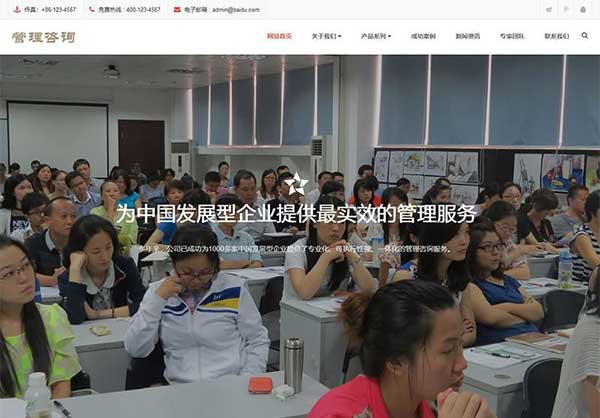 传真：+86-123-4567 免费热线：400-123-4567 电子邮箱：admin@baidu.com
管理咨询 网站首页 关于我们 产品系列 成功案例 新闻资讯 专家团队 联系我们
为中国发展型企业提供最实效的管理服务
多年来，公司已成功为1000多家中国发展型企业提供了专业化、可执行性强、一体化的管理咨询服务。